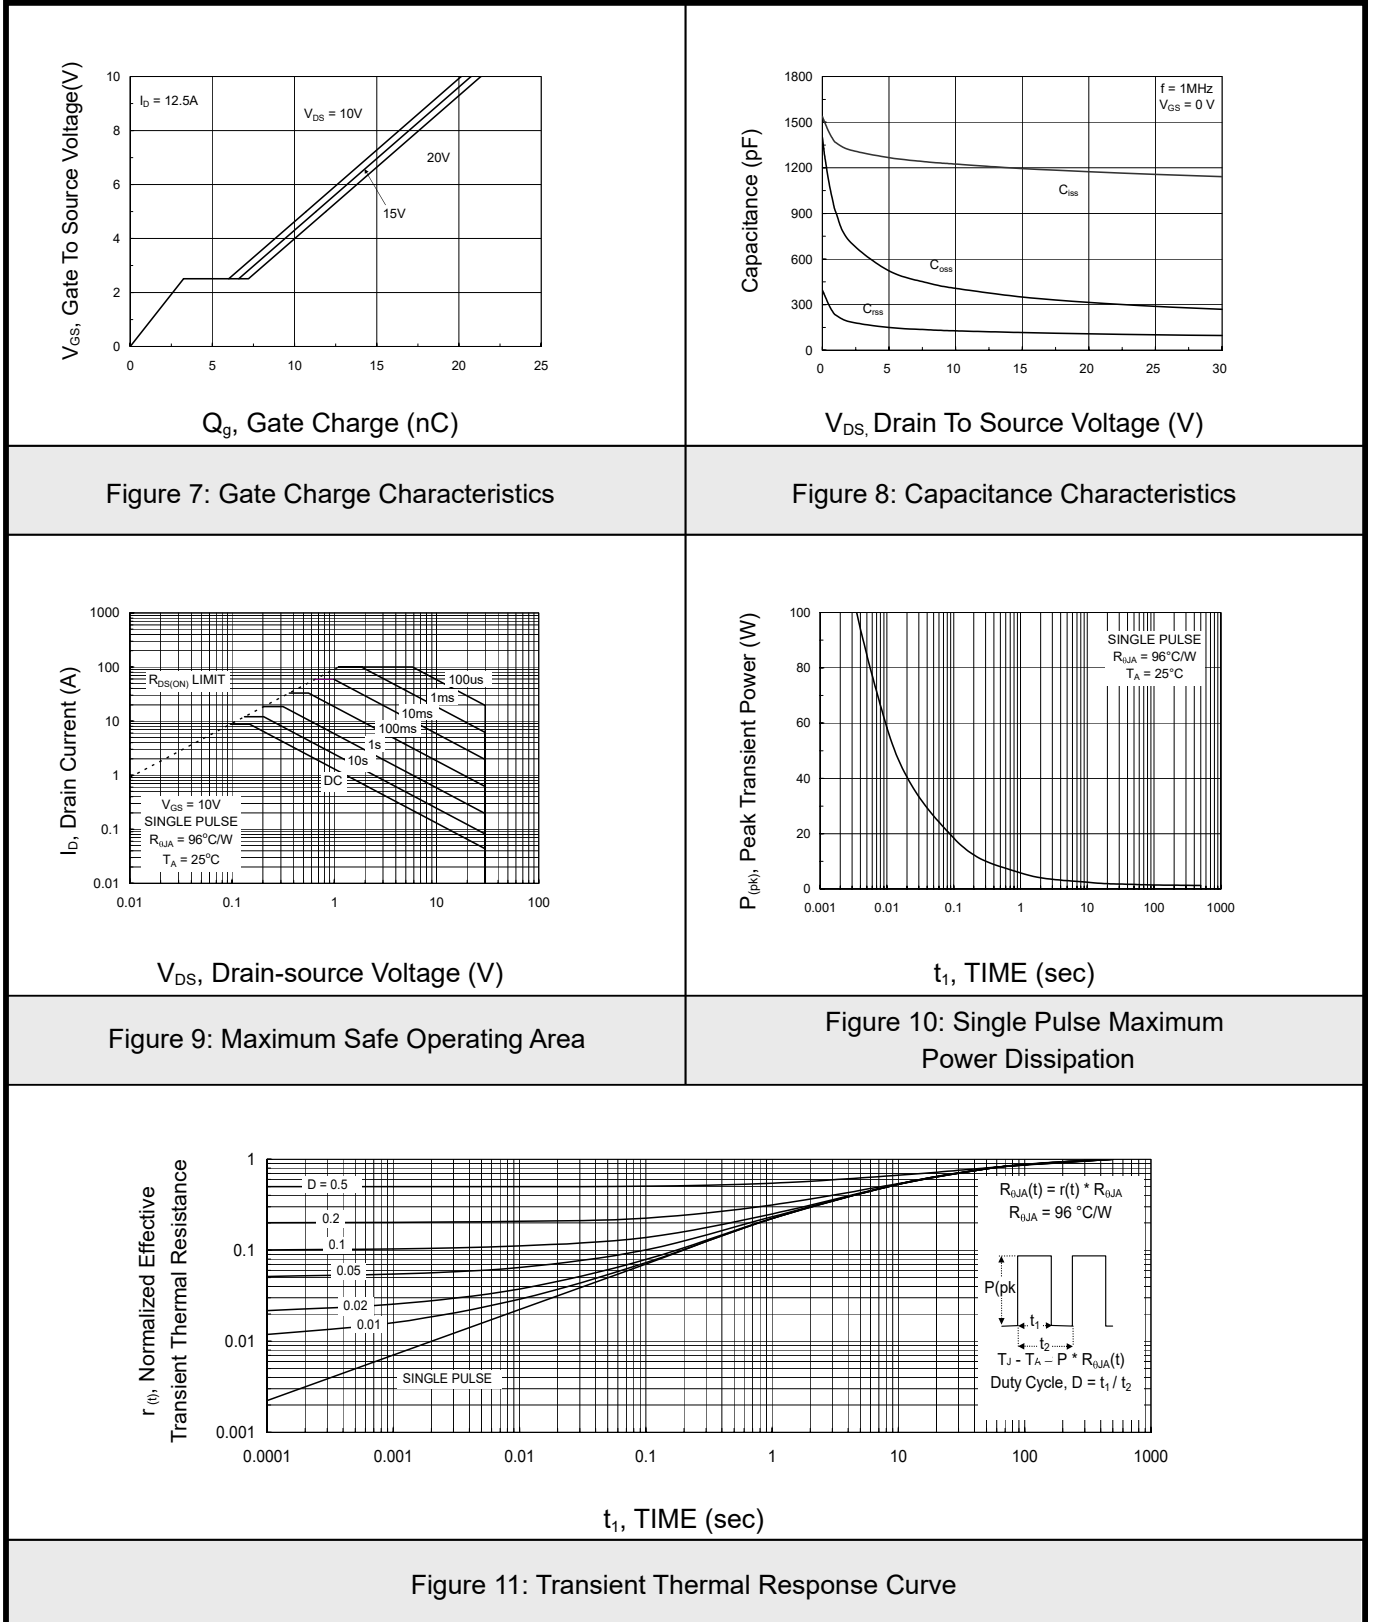 V_GS, Gate To Source Voltage(V)
10
8
6
4
2
0
I_D = 12.5A
V_DS = 10V
20V
15V
0 5 10 15 20 25
Q_g, Gate Charge (nC)
Capacitance (pF)
1800
1500
1200
900
600
300
0
f = 1MHz
V_GS = 0 V
C_iss
C_oss
C_rss
0 5 10 15 20 25 30
V_DS, Drain To Source Voltage (V)
Figure 7: Gate Charge Characteristics
Figure 8: Capacitance Characteristics
I_D, Drain Current (A)
1000
100
10
1
0.1
0.01
R_DS(ON) LIMIT
100us
1ms
10ms
100ms
1s
10s
DC
V_GS = 10V
SINGLE PULSE
R_θJA = 96°C/W
T_A = 25°C
0.01 0.1 1 10 100
V_DS, Drain-source Voltage (V)
P_(pk), Peak Transient Power (W)
100
80
60
40
20
0
SINGLE PULSE
R_θJA = 96°C/W
T_A = 25°C
0.001 0.01 0.1 1 10 100 1000
t_1, TIME (sec)
Figure 9: Maximum Safe Operating Area
Figure 10: Single Pulse Maximum
Power Dissipation
r_(t), Normalized Effective
Transient Thermal Resistance
1
0.1
0.01
0.001
D = 0.5
0.2
0.1
0.05
0.02
0.01
SINGLE PULSE
R_θJA(t) = r(t) * R_θJA
R_θJA = 96 °C/W
P(pk
t_1
t_2
T_J - T_A – P * R_θJA(t)
Duty Cycle, D = t_1 / t_2
0.0001 0.001 0.01 0.1 1 10 100 1000
t_1, TIME (sec)
Figure 11: Transient Thermal Response Curve